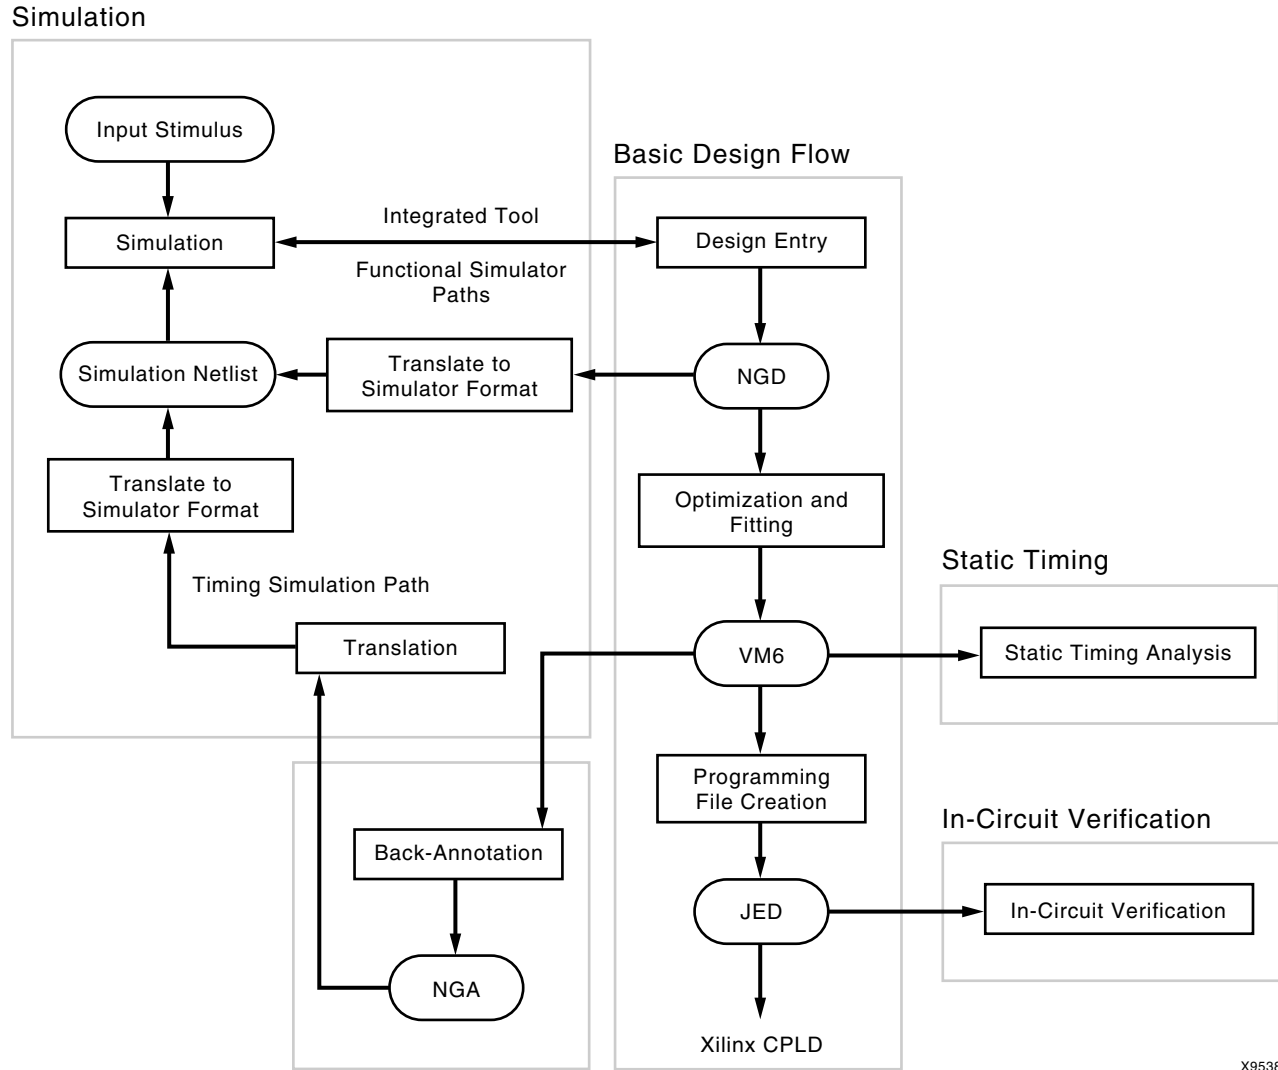 Simulation
Input Stimulus
Basic Design Flow
Integrated Tool
Simulation
Design Entry
Functional Simulator
Paths
Translate to
Simulator Format
Simulation Netlist
NGD
Translate to
Simulator Format
Optimization and
Fitting
Static Timing
Timing Simulation Path
Translation
VM6
Static Timing Analysis
Programming
File Creation
In-Circuit Verification
Back-Annotation
JED
In-Circuit Verification
NGA
Xilinx CPLD
X9538